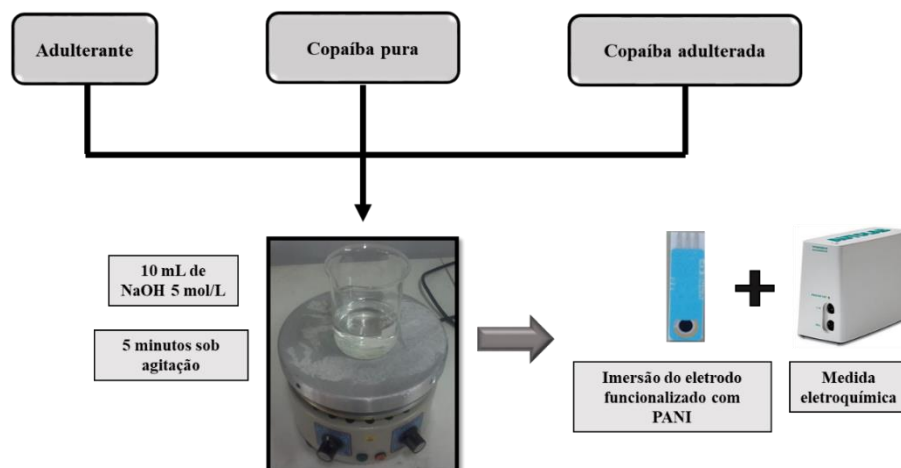 Adulterante
Copaíba pura
Copaíba adulterada
10 mL de
NaOH 5 mol/L
5 minutos sob
agitação
Imersão do eletrodo
funcionalizado com
PANI
Medida
eletroquímica